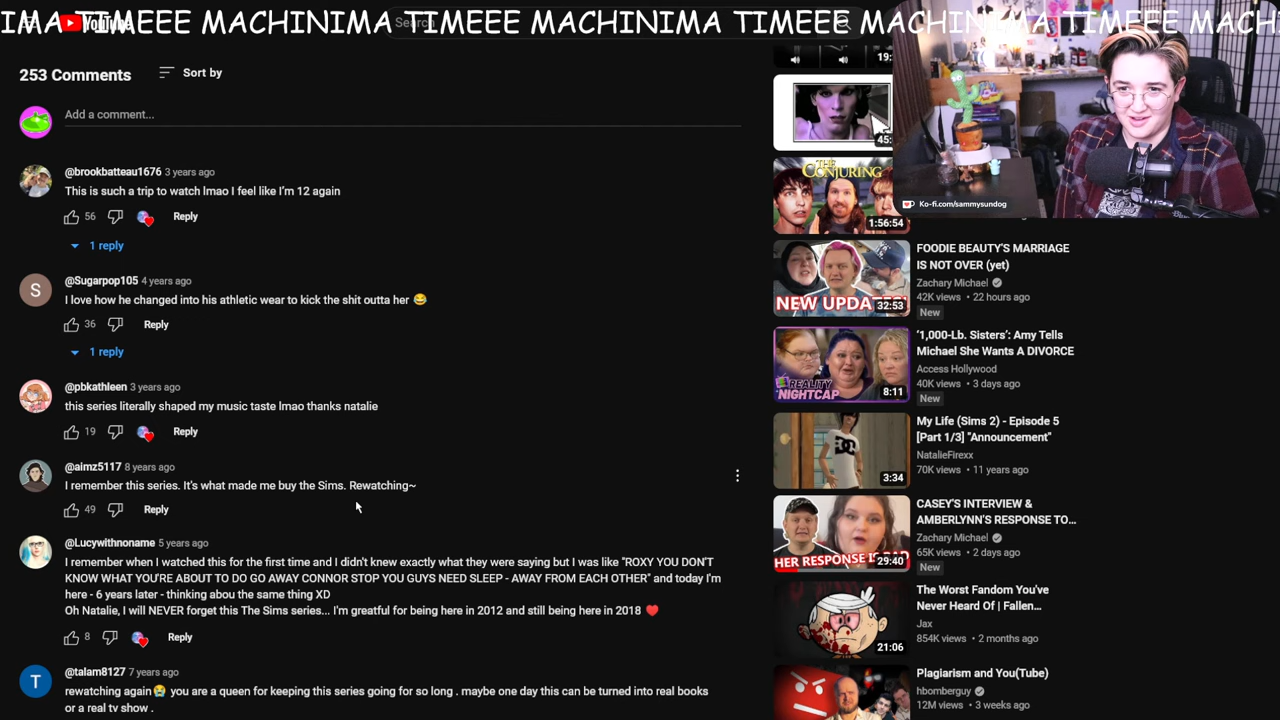 IMA TIMEEE MACHINIMA TIMEEE MACHINIMA TIMEEE MACHINIMA TIMEEE MACH
Search
253 Comments
Sort by
Add a comment...
@brookbatteau1676 3 years ago
This is such a trip to watch lmao I feel like I'm 12 again
56 Reply
1 reply
@Sugarpop105 4 years ago
I love how he changed into his athletic wear to kick the shit outta her 😂
36 Reply
1 reply
@pbkathleen 3 years ago
this series literally shaped my music taste lmao thanks natalie
19 Reply
@aimz5117 8 years ago
I remember this series. It's what made me buy the Sims. Rewatching~
49 Reply
@Lucywithnoname 5 years ago
I remember when I watched this for the first time and I didn't knew exactly what they were saying but I was like "ROXY YOU DON'T
KNOW WHAT YOU'RE ABOUT TO DO GO AWAY CONNOR STOP YOU GUYS NEED SLEEP - AWAY FROM EACH OTHER" and today I'm
here - 6 years later - thinking abou the same thing XD
Oh Natalie, I will NEVER forget this The Sims series... I'm greatful for being here in 2012 and still being here in 2018 ♥
8 Reply
T
@talam8127 7 years ago
rewatching again😭 you are a queen for keeping this series going for so long . maybe one day this can be turned into real books
or a real tv show .
S
19:
45:
THE
CONJURING
1:56:54
Ko-fi.com/sammysundog
NEW UPDATES!
32:53
FOODIE BEAUTY'S MARRIAGE
IS NOT OVER (yet)
Zachary Michael
42K views • 22 hours ago
New
REALITY
NIGHTCAP
8:11
'1,000-Lb. Sisters': Amy Tells
Michael She Wants A DIVORCE
Access Hollywood
40K views • 3 days ago
New
DC
3:34
My Life (Sims 2) - Episode 5
[Part 1/3] "Announcement"
NatalieFirexx
70K views • 11 years ago
HER RESPONSE IS BAD
29:40
CASEY'S INTERVIEW &
AMBERLYNN'S RESPONSE TO...
Zachary Michael
65K views • 2 days ago
New
21:06
The Worst Fandom You've
Never Heard Of | Fallen...
Jax
854K views • 2 months ago
Plagiarism and You(Tube)
hbomberguy
12M views • 3 weeks ago